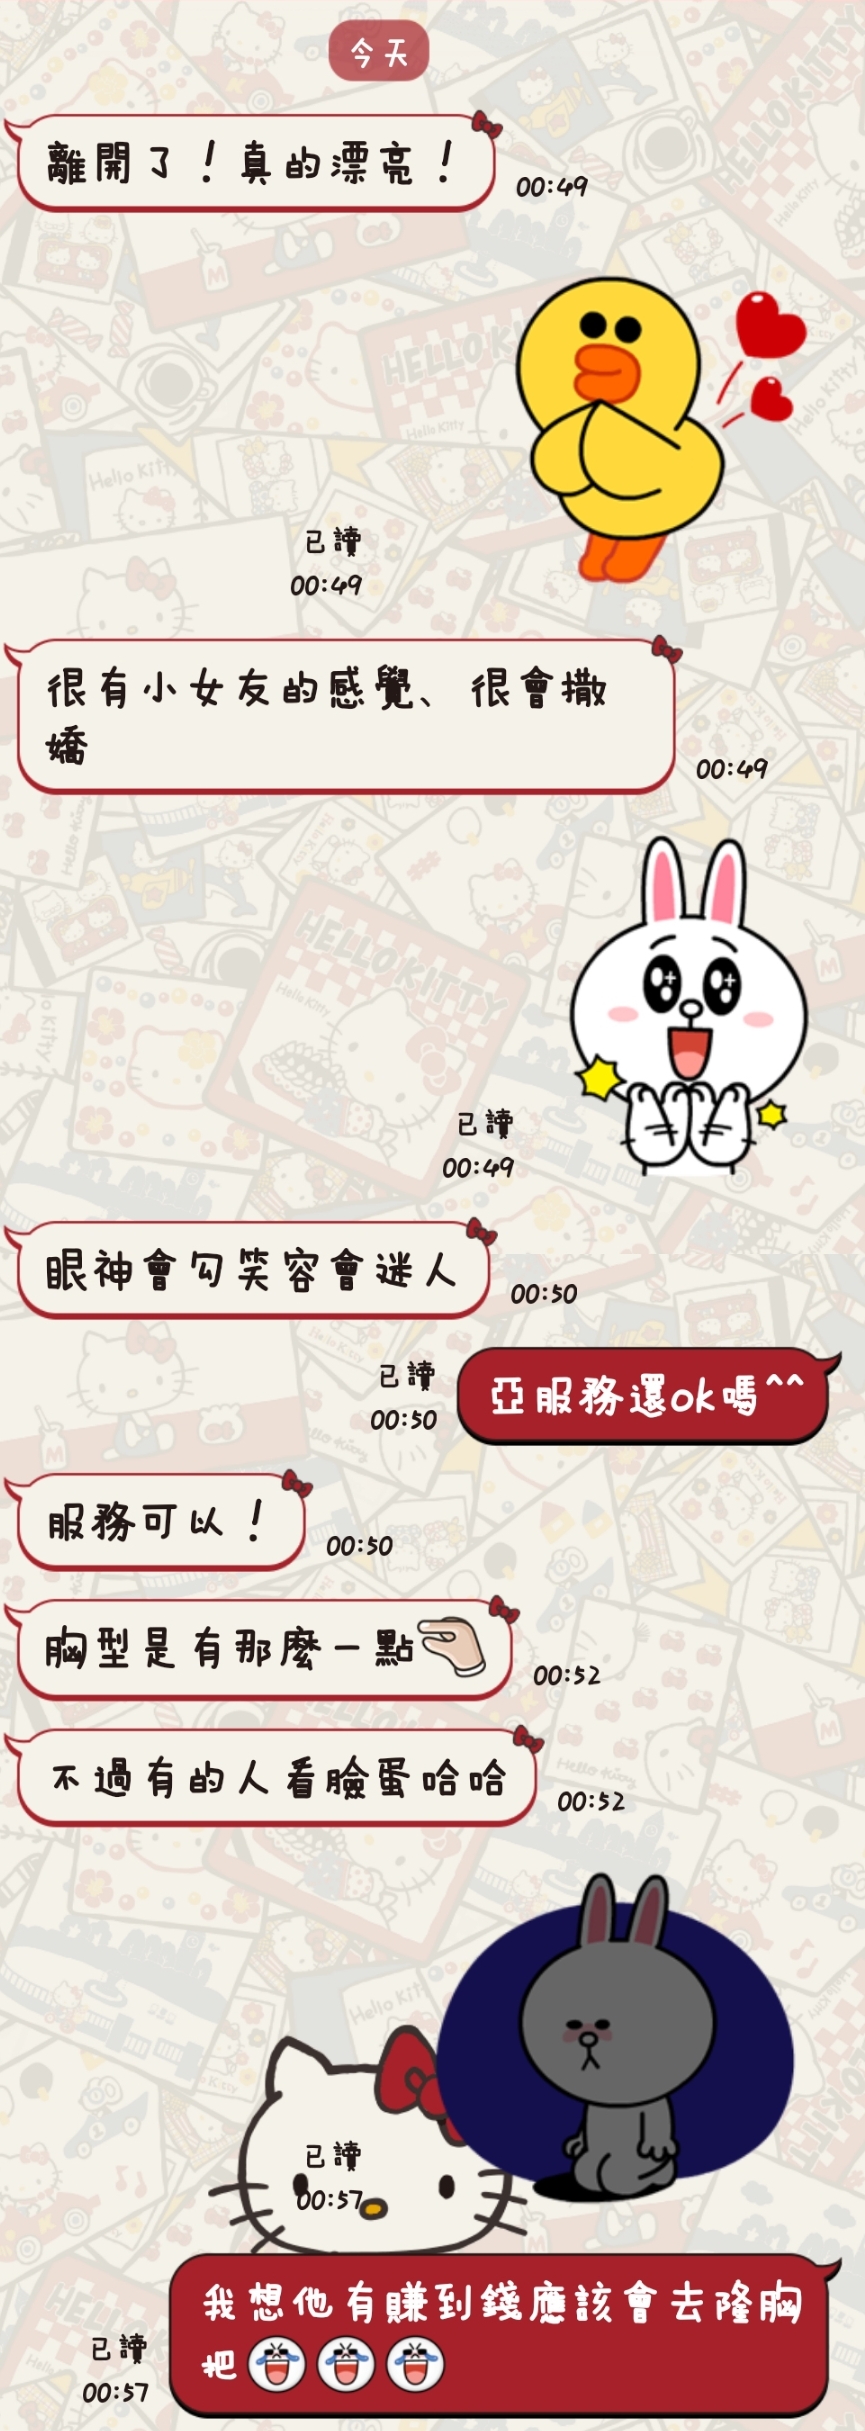 今天
離開了！真的漂亮！
00:49
已讀
00:49
很有小女友的感覺、很會撒
嬌
00:49
已讀
00:49
眼神會勾笑容會迷人
00:50
已讀
00:50
亞服務還ok嗎^^
服務可以！
00:50
胸型是有那麼一點🤏
00:52
不過有的人看臉蛋哈哈
00:52
已讀
00:57
我想他有賺到錢應該會去隆胸
把
已讀
00:57